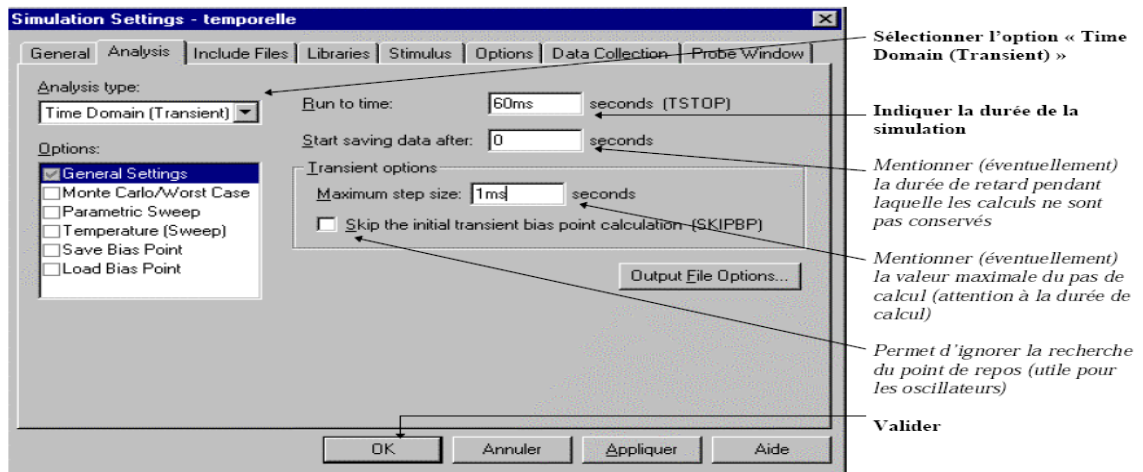 Simulation Settings - temporelle
General Analysis Include Files Libraries Stimulus Options Data Collection Probe Window
Analysis type:
Time Domain (Transient)
Options:
General Settings
Monte Carlo/Worst Case
Parametric Sweep
Temperature (Sweep)
Save Bias Point
Load Bias Point
Run to time: 60ms seconds (TSTOP)
Start saving data after: 0 seconds
Transient options
Maximum step size: 1ms seconds
Skip the initial transient bias point calculation (SKIPBP)
Output File Options...
OK Annuler Appliquer Aide
Sélectionner l'option « Time
Domain (Transient) »
Indiquer la durée de la
simulation
Mentionner (éventuellement)
la durée de retard pendant
laquelle les calculs ne sont
pas conservés
Mentionner (éventuellement)
la valeur maximale du pas de
calcul (attention à la durée de
calcul)
Permet d'ignorer la recherche
du point de repos (utile pour
les oscillateurs)
Valider